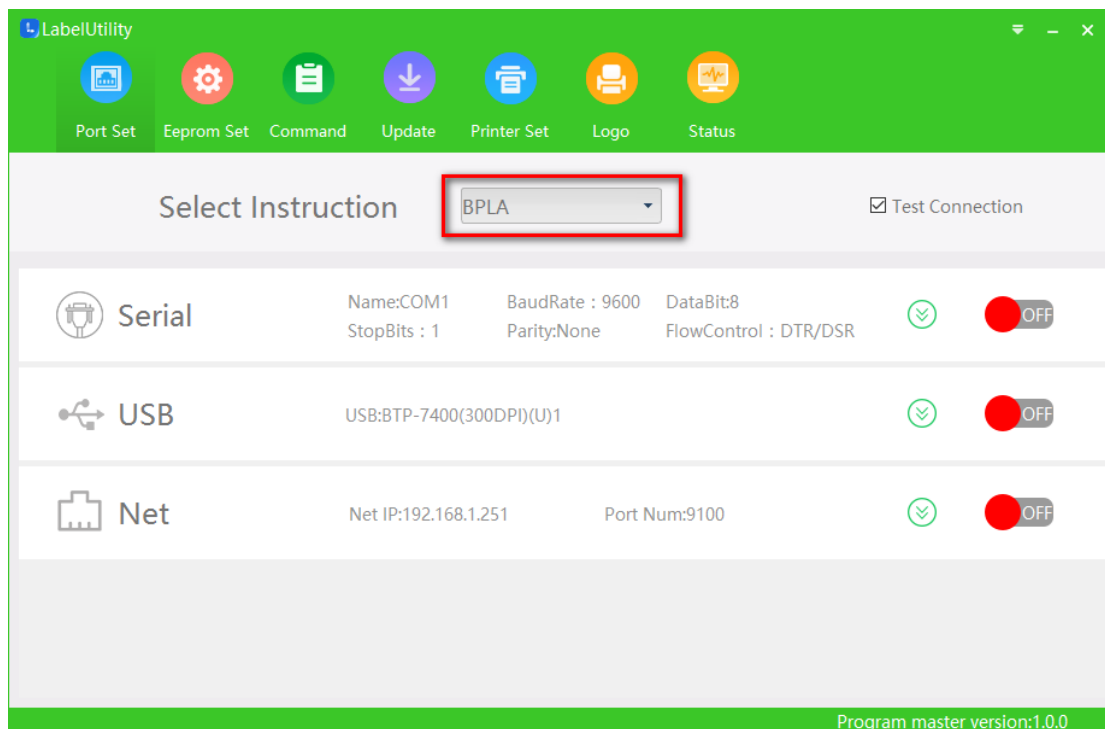 LabelUtility
Port Set Eeprom Set Command Update Printer Set Logo Status
Select Instruction BPLA Test Connection
Serial
Name:COM1 BaudRate : 9600 DataBit:8
StopBits : 1 Parity:None FlowControl : DTR/DSR
OFF
USB USB:BTP-7400(300DPI)(U)1 OFF
Net Net IP:192.168.1.251 Port Num:9100 OFF
Program master version:1.0.0